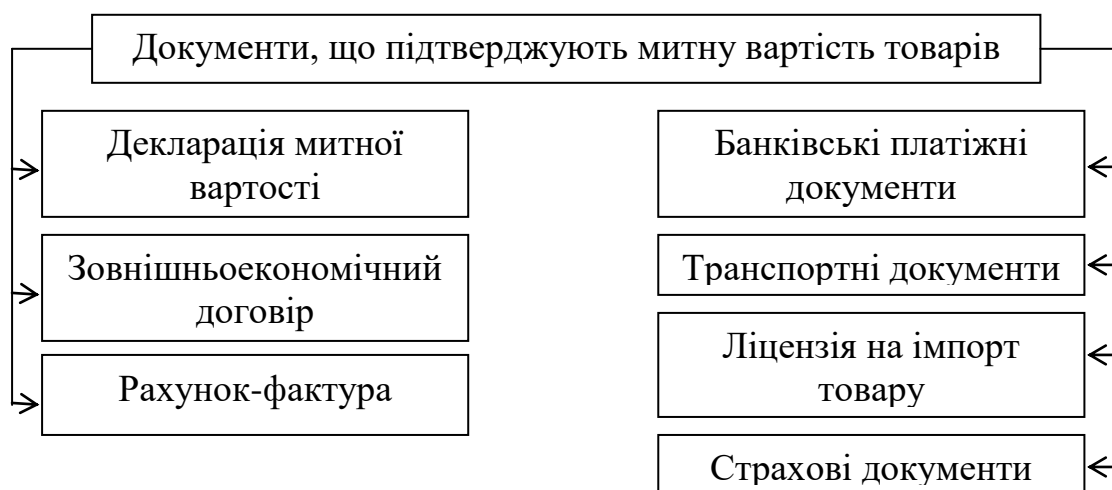 Документи, що підтверджують митну вартість товарів
Декларація митної
вартості
Зовнішньоекономічний
договір
Рахунок-фактура
Банківські платіжні
документи
Транспортні документи
Ліцензія на імпорт
товару
Страхові документи